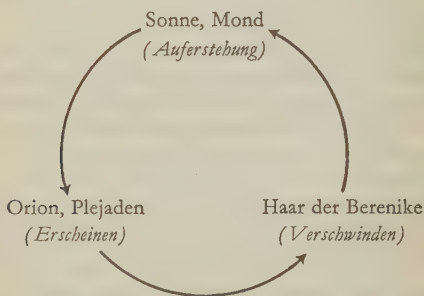 Sonne, Mond
(Auferstehung)
Orion, Plejaden
(Erscheinen)
Haar der Berenike
(Verschwinden)